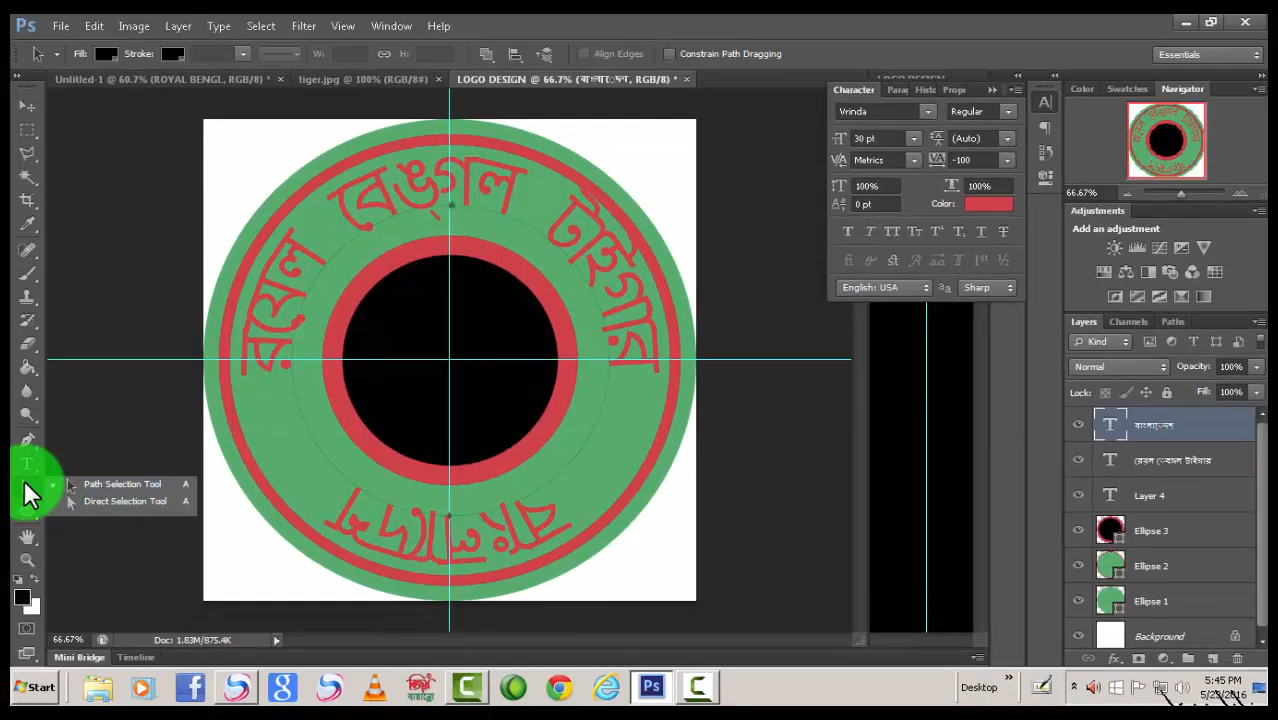 Ps File Edit Image Layer Type Select Filter View Window Help
Fill: Stroke: W: H: Align Edges Constrain Path Dragging Essentials
Untitled-1 @ 60.7% (ROYAL BENGL, RGB/8) * × tiger.jpg @ 100% (RGB/8#) × LOGO DESIGN @ 66.7% (বাংলাদেশ, RGB/8) * ×
Character Para Histo Prope
Color Swatches Navigator
Vrinda Regular
30 pt (Auto)
Metrics -100
100% 100%
0 pt Color:
English: USA Sharp
66.67%
Adjustments
Add an adjustment
Layers Channels Paths
Kind
Normal Opacity: 100%
Lock: Fill: 100%
বাংলাদেশ
রয়েল বেঙ্গল টাইগার
Layer 4
Ellipse 3
Ellipse 2
Ellipse 1
Background
রয়েল বেঙ্গল টাইগার
বাংলাদেশ
Path Selection Tool A
Direct Selection Tool A
66.67% Doc: 1.83M/875.4K
Mini Bridge Timeline
Start Desktop 5:45 PM